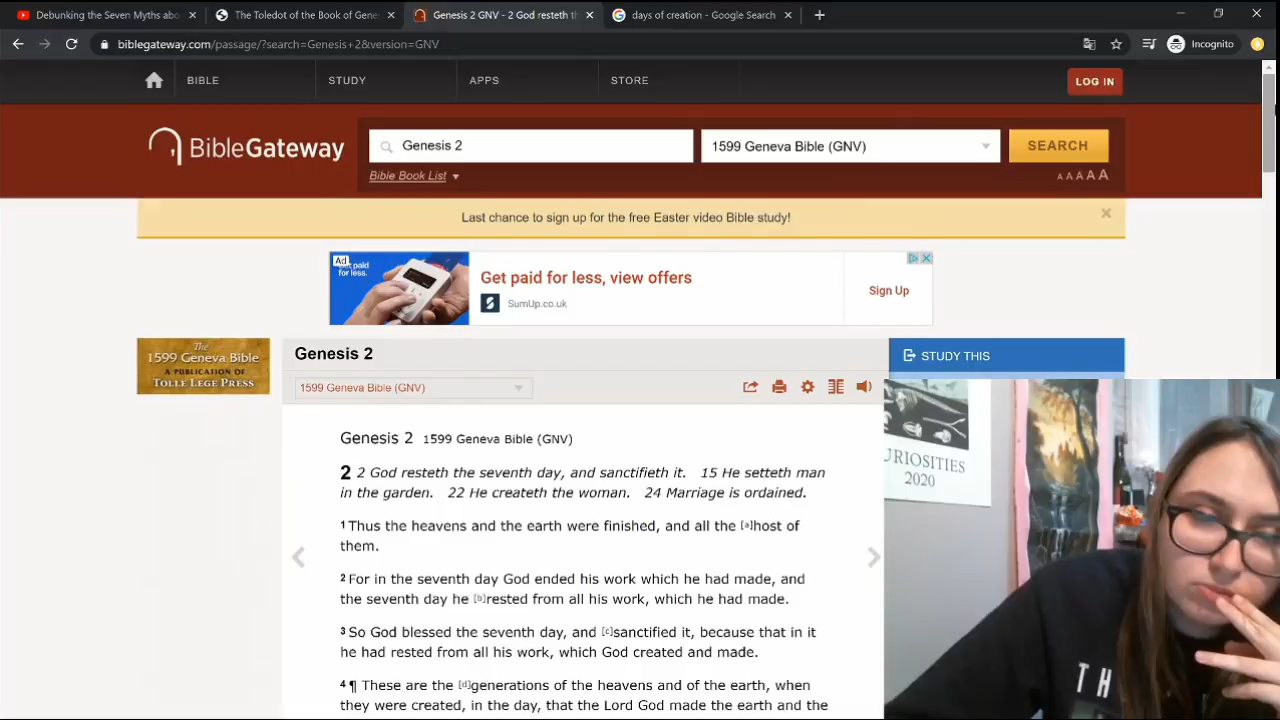 Debunking the Seven Myths abo
The Toledot of the Book of Gene
Genesis 2 GNV - 2 God resteth th
days of creation - Google Search
biblegateway.com/passage/?search=Genesis+2&version=GNV
Incognito
BIBLE
STUDY
APPS
STORE
LOG IN
BibleGateway
Genesis 2
1599 Geneva Bible (GNV)
SEARCH
Bible Book List
A A A A A
Last chance to sign up for the free Easter video Bible study!
Ad
Get paid for less.
Get paid for less, view offers
SumUp.co.uk
Sign Up
The
1599 Geneva Bible
A PUBLICATION OF
TOLLE LEGE PRESS
Genesis 2
STUDY THIS
1599 Geneva Bible (GNV)
Genesis 2 1599 Geneva Bible (GNV)
2 2 God resteth the seventh day, and sanctifieth it. 15 He setteth man
in the garden. 22 He createth the woman. 24 Marriage is ordained.
1 Thus the heavens and the earth were finished, and all the [a]host of
them.
2 For in the seventh day God ended his work which he had made, and
the seventh day he [b]rested from all his work, which he had made.
3 So God blessed the seventh day, and [c]sanctified it, because that in it
he had rested from all his work, which God created and made.
4 ¶ These are the [d]generations of the heavens and of the earth, when
they were created, in the day, that the Lord God made the earth and the
URIOSITIES
2020
TH